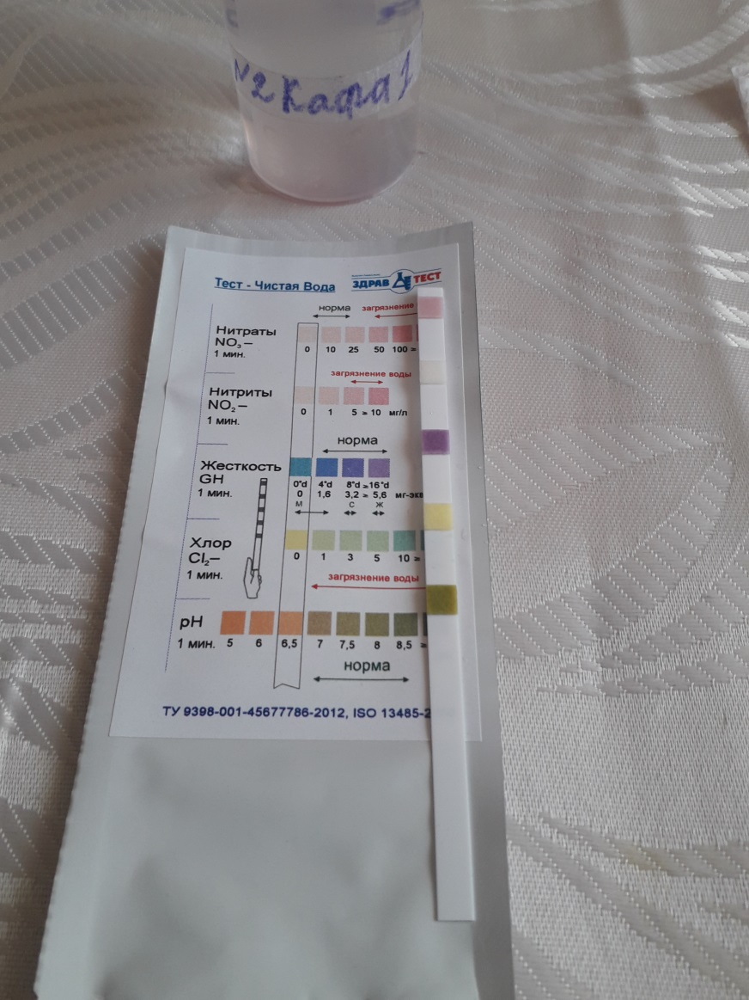 №2 Кафа 1
Тест - Чистая Вода
ЗДРАВ ТЕСТ
норма загрязнение
Нитраты
NO₃–
1 мин.
0 10 25 50 100 ≥
загрязнение воды
Нитриты
NO₂–
1 мин.
0 1 5 ≥ 10 мг/л
норма
Жесткость
GH
1 мин.
0°d 4°d 8°d ≥16°d
0 1,6 3,2 ≥ 5,6 мг-экв
м с ж
Хлор
Cl₂–
1 мин.
0 1 3 5 10 ≥
загрязнение воды
pH
1 мин. 5 6 6,5 7 7,5 8 8,5 ≥
норма
ТУ 9398-001-45677786-2012, ISO 13485-2